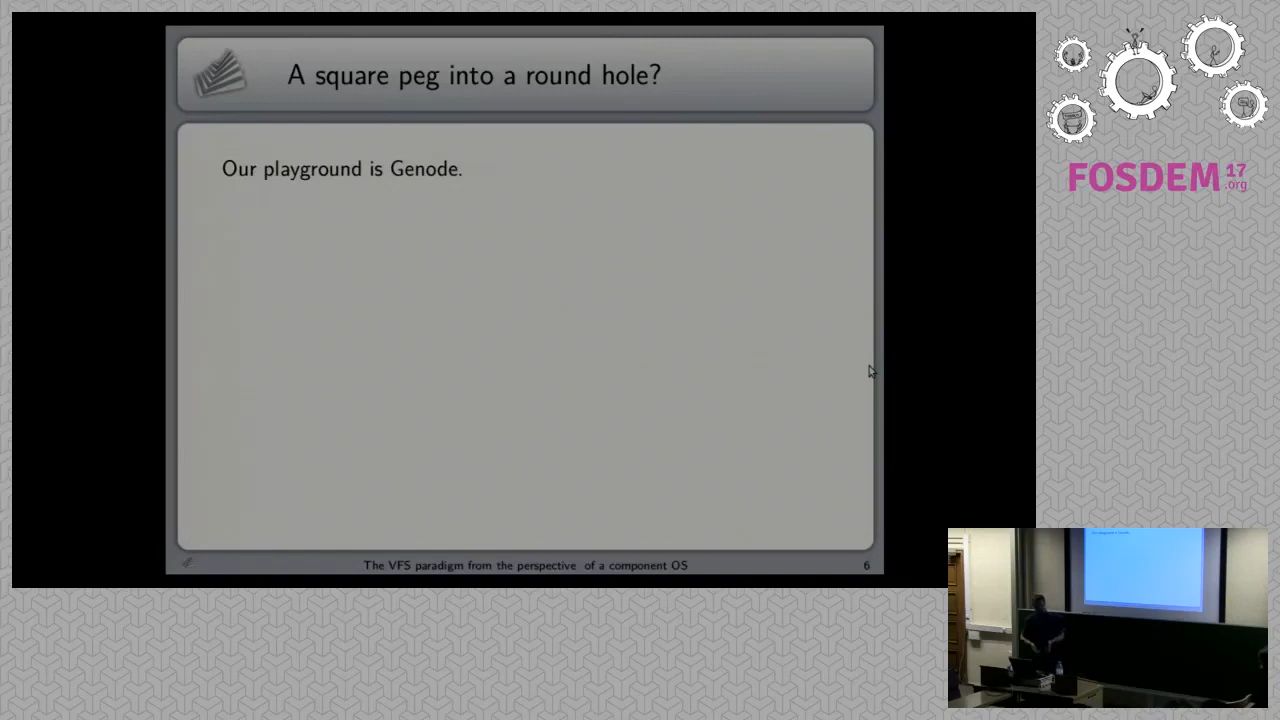 A square peg into a round hole?
Our playground is Genode.
The VFS paradigm from the perspective of a component OS
6
FOSDEM 17 .org